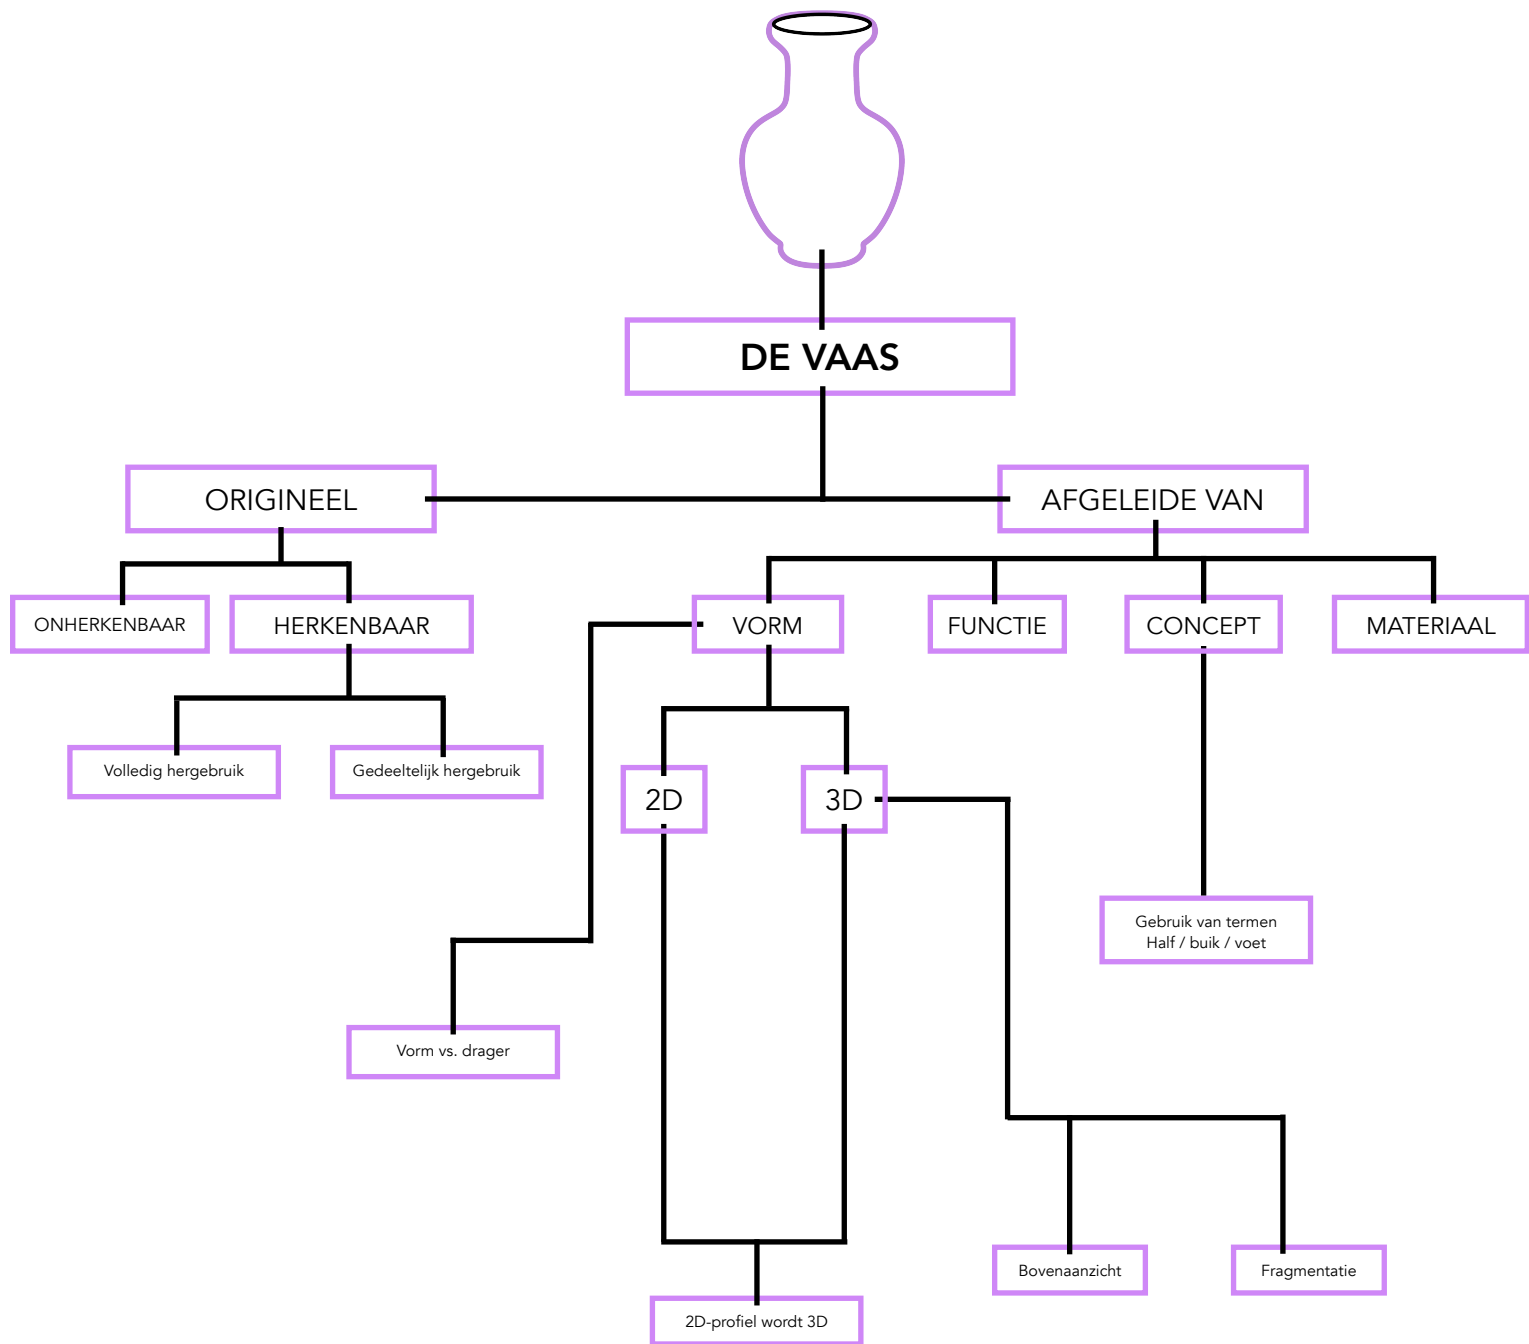 DE VAAS
ORIGINEEL
AFGELEIDE VAN
ONHERKENBAAR
HERKENBAAR
VORM
FUNCTIE
CONCEPT
MATERIAAL
Volledig hergebruik
Gedeeltelijk hergebruik
2D
3D
Gebruik van termen
Half / buik / voet
Vorm vs. drager
Bovenaanzicht
Fragmentatie
2D-profiel wordt 3D